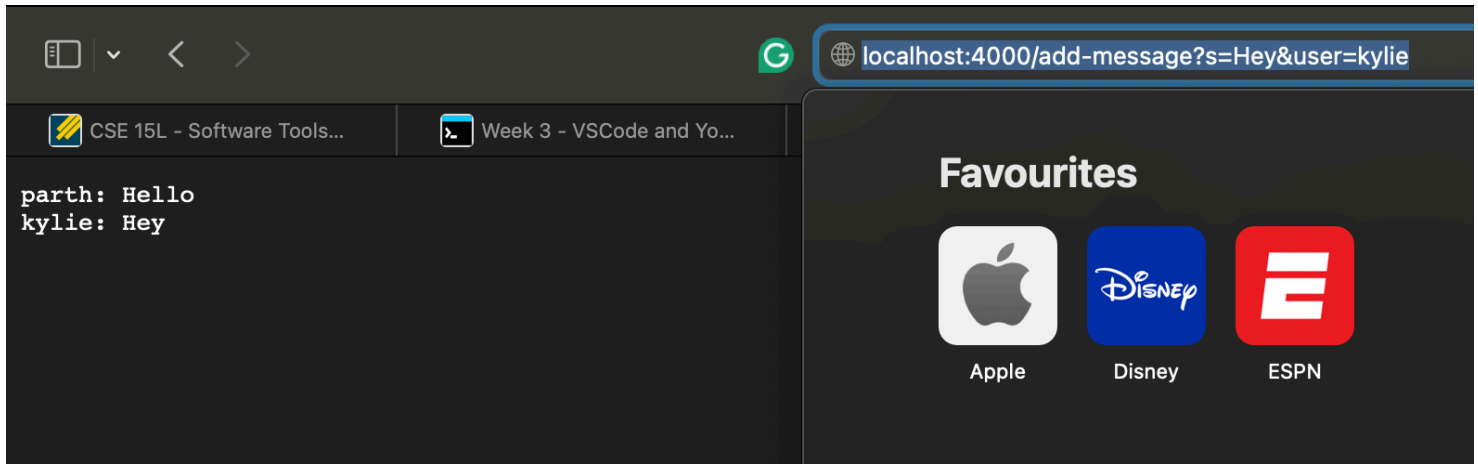 G
localhost:4000/add-message?s=Hey&user=kylie
CSE 15L - Software Tools...
Week 3 - VSCode and Yo...
parth: Hello
kylie: Hey
Favourites
Disney
E
Apple
Disney
ESPN